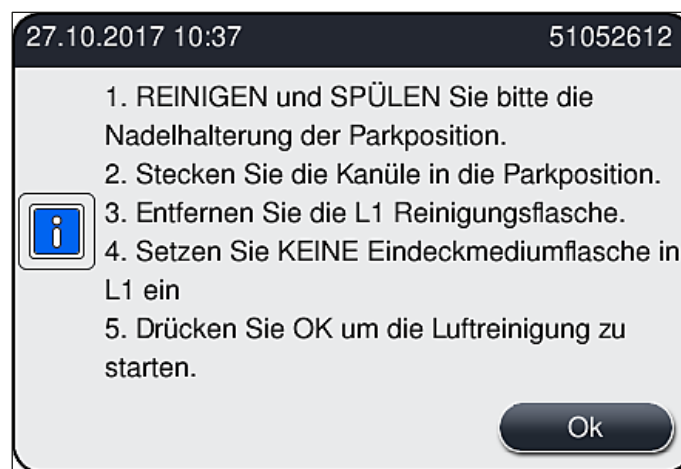 27.10.2017 10:37 51052612
1. REINIGEN und SPÜLEN Sie bitte die
Nadelhalterung der Parkposition.
2. Stecken Sie die Kanüle in die Parkposition.
3. Entfernen Sie die L1 Reinigungsflasche.
4. Setzen Sie KEINE Eindeckmediumflasche in
L1 ein
5. Drücken Sie OK um die Luftreinigung zu
starten.
Ok